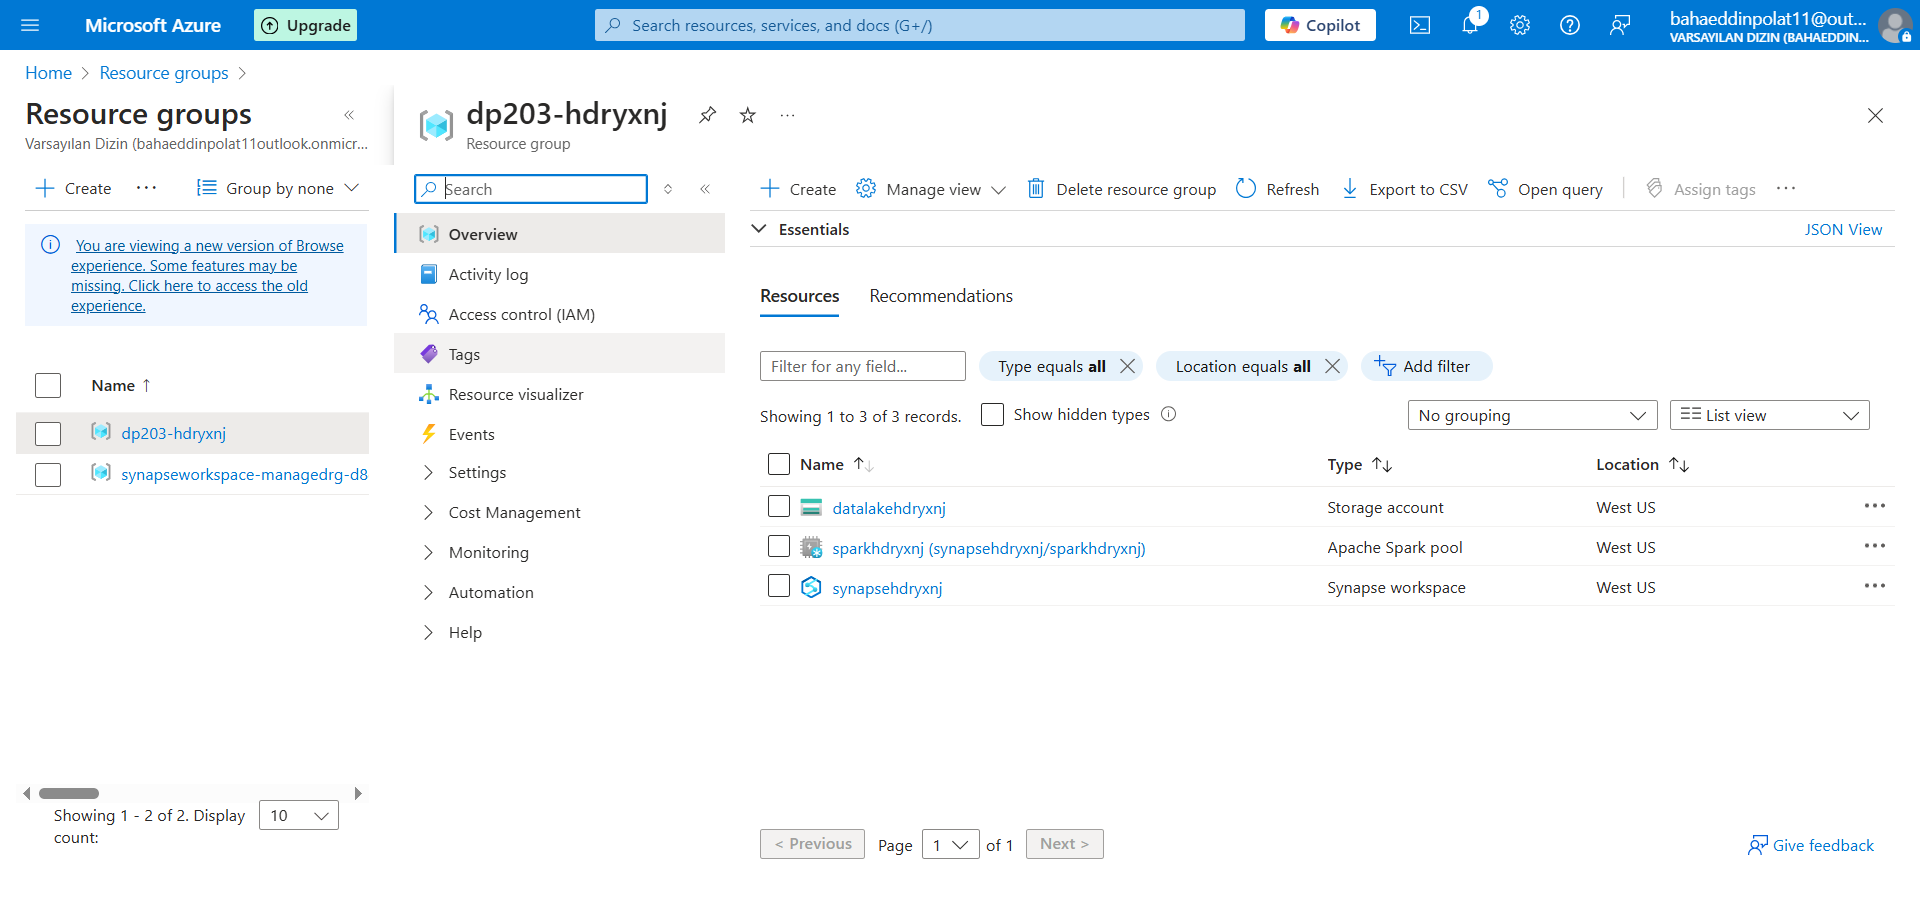 Microsoft Azure
Upgrade
Search resources, services, and docs (G+/)
Copilot
1
bahaeddinpolat11@out...
VARSAYILAN DIZIN (BAHAEDDIN...
Home > Resource groups >
Resource groups
Varsayılan Dizin (bahaeddinpolat11outlook.onmicr...
Create
Group by none
You are viewing a new version of Browse
experience. Some features may be
missing. Click here to access the old
experience.
Name ↑
dp203-hdryxnj
synapseworkspace-managedrg-d8
Showing 1 - 2 of 2. Display
count:
10
dp203-hdryxnj
Resource group
Search
Overview
Activity log
Access control (IAM)
Tags
Resource visualizer
Events
Settings
Cost Management
Monitoring
Automation
Help
Create
Manage view
Delete resource group
Refresh
Export to CSV
Open query
Assign tags
Essentials
JSON View
Resources
Recommendations
Filter for any field...
Type equals all
Location equals all
Add filter
Showing 1 to 3 of 3 records.
Show hidden types
No grouping
List view
Name ↑↓ Type ↑↓ Location ↑↓
datalakehdryxnj Storage account West US
sparkhdryxnj (synapsehdryxnj/sparkhdryxnj) Apache Spark pool West US
synapsehdryxnj Synapse workspace West US
< Previous
Page 1 of 1
Next >
Give feedback